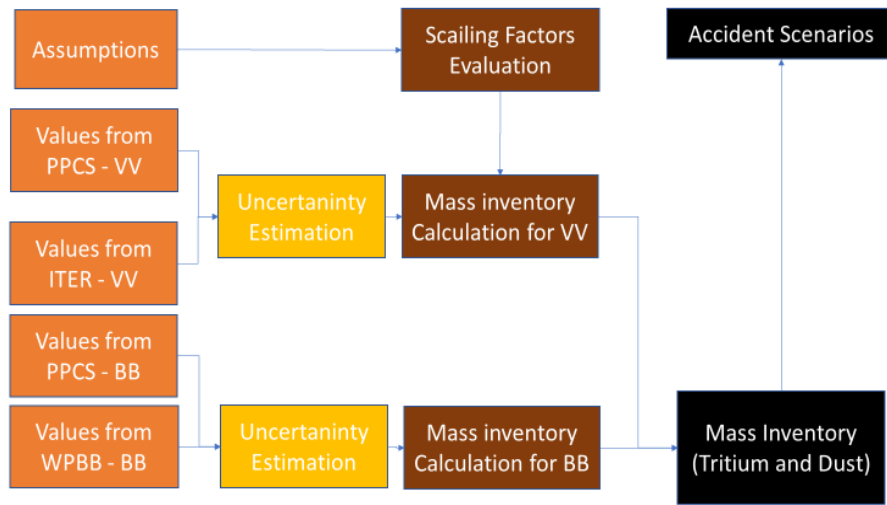 Assumptions
Scailing Factors
Evaluation
Accident Scenarios
Values from
PPCS - VV
Uncertaninty
Estimation
Mass inventory
Calculation for VV
Values from
ITER - VV
Values from
PPCS - BB
Values from
WPBB - BB
Uncertaninty
Estimation
Mass inventory
Calculation for BB
Mass Inventory
(Tritium and Dust)